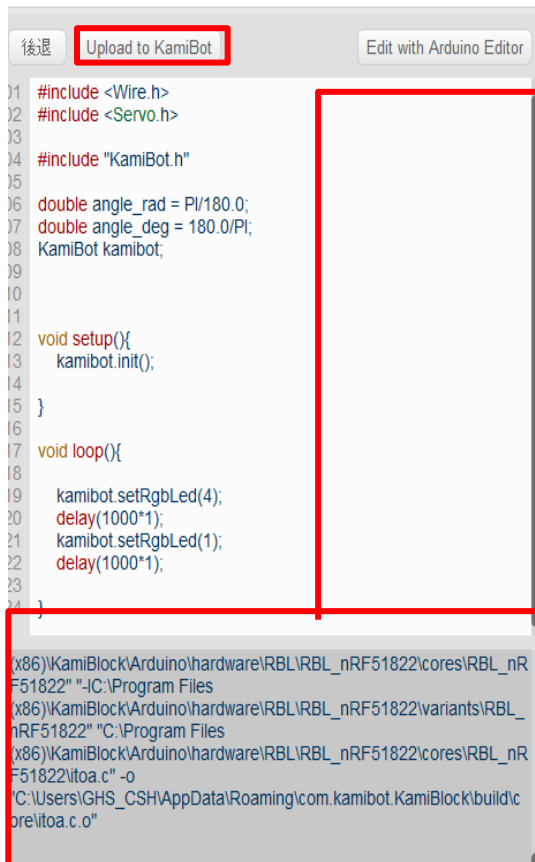 後退 Upload to KamiBot Edit with Arduino Editor
01 #include <Wire.h>
02 #include <Servo.h>
03
04 #include "KamiBot.h"
05
06 double angle_rad = PI/180.0;
07 double angle_deg = 180.0/PI;
08 KamiBot kamibot;
09
10
11
12 void setup(){
13 kamibot.init();
14
15 }
16
17 void loop(){
18
19 kamibot.setRgbLed(4);
20 delay(1000*1);
21 kamibot.setRgbLed(1);
22 delay(1000*1);
23
24 }
(x86)\KamiBlock\Arduino\hardware\RBL\RBL_nRF51822\cores\RBL_nR
F51822" "-IC:\Program Files
(x86)\KamiBlock\Arduino\hardware\RBL\RBL_nRF51822\variants\RBL_
nRF51822" "C:\Program Files
(x86)\KamiBlock\Arduino\hardware\RBL\RBL_nRF51822\cores\RBL_nR
F51822\itoa.c" -o
"C:\Users\GHS_CSH\AppData\Roaming\com.kamibot.KamiBlock\build\c
ore\itoa.c.o"